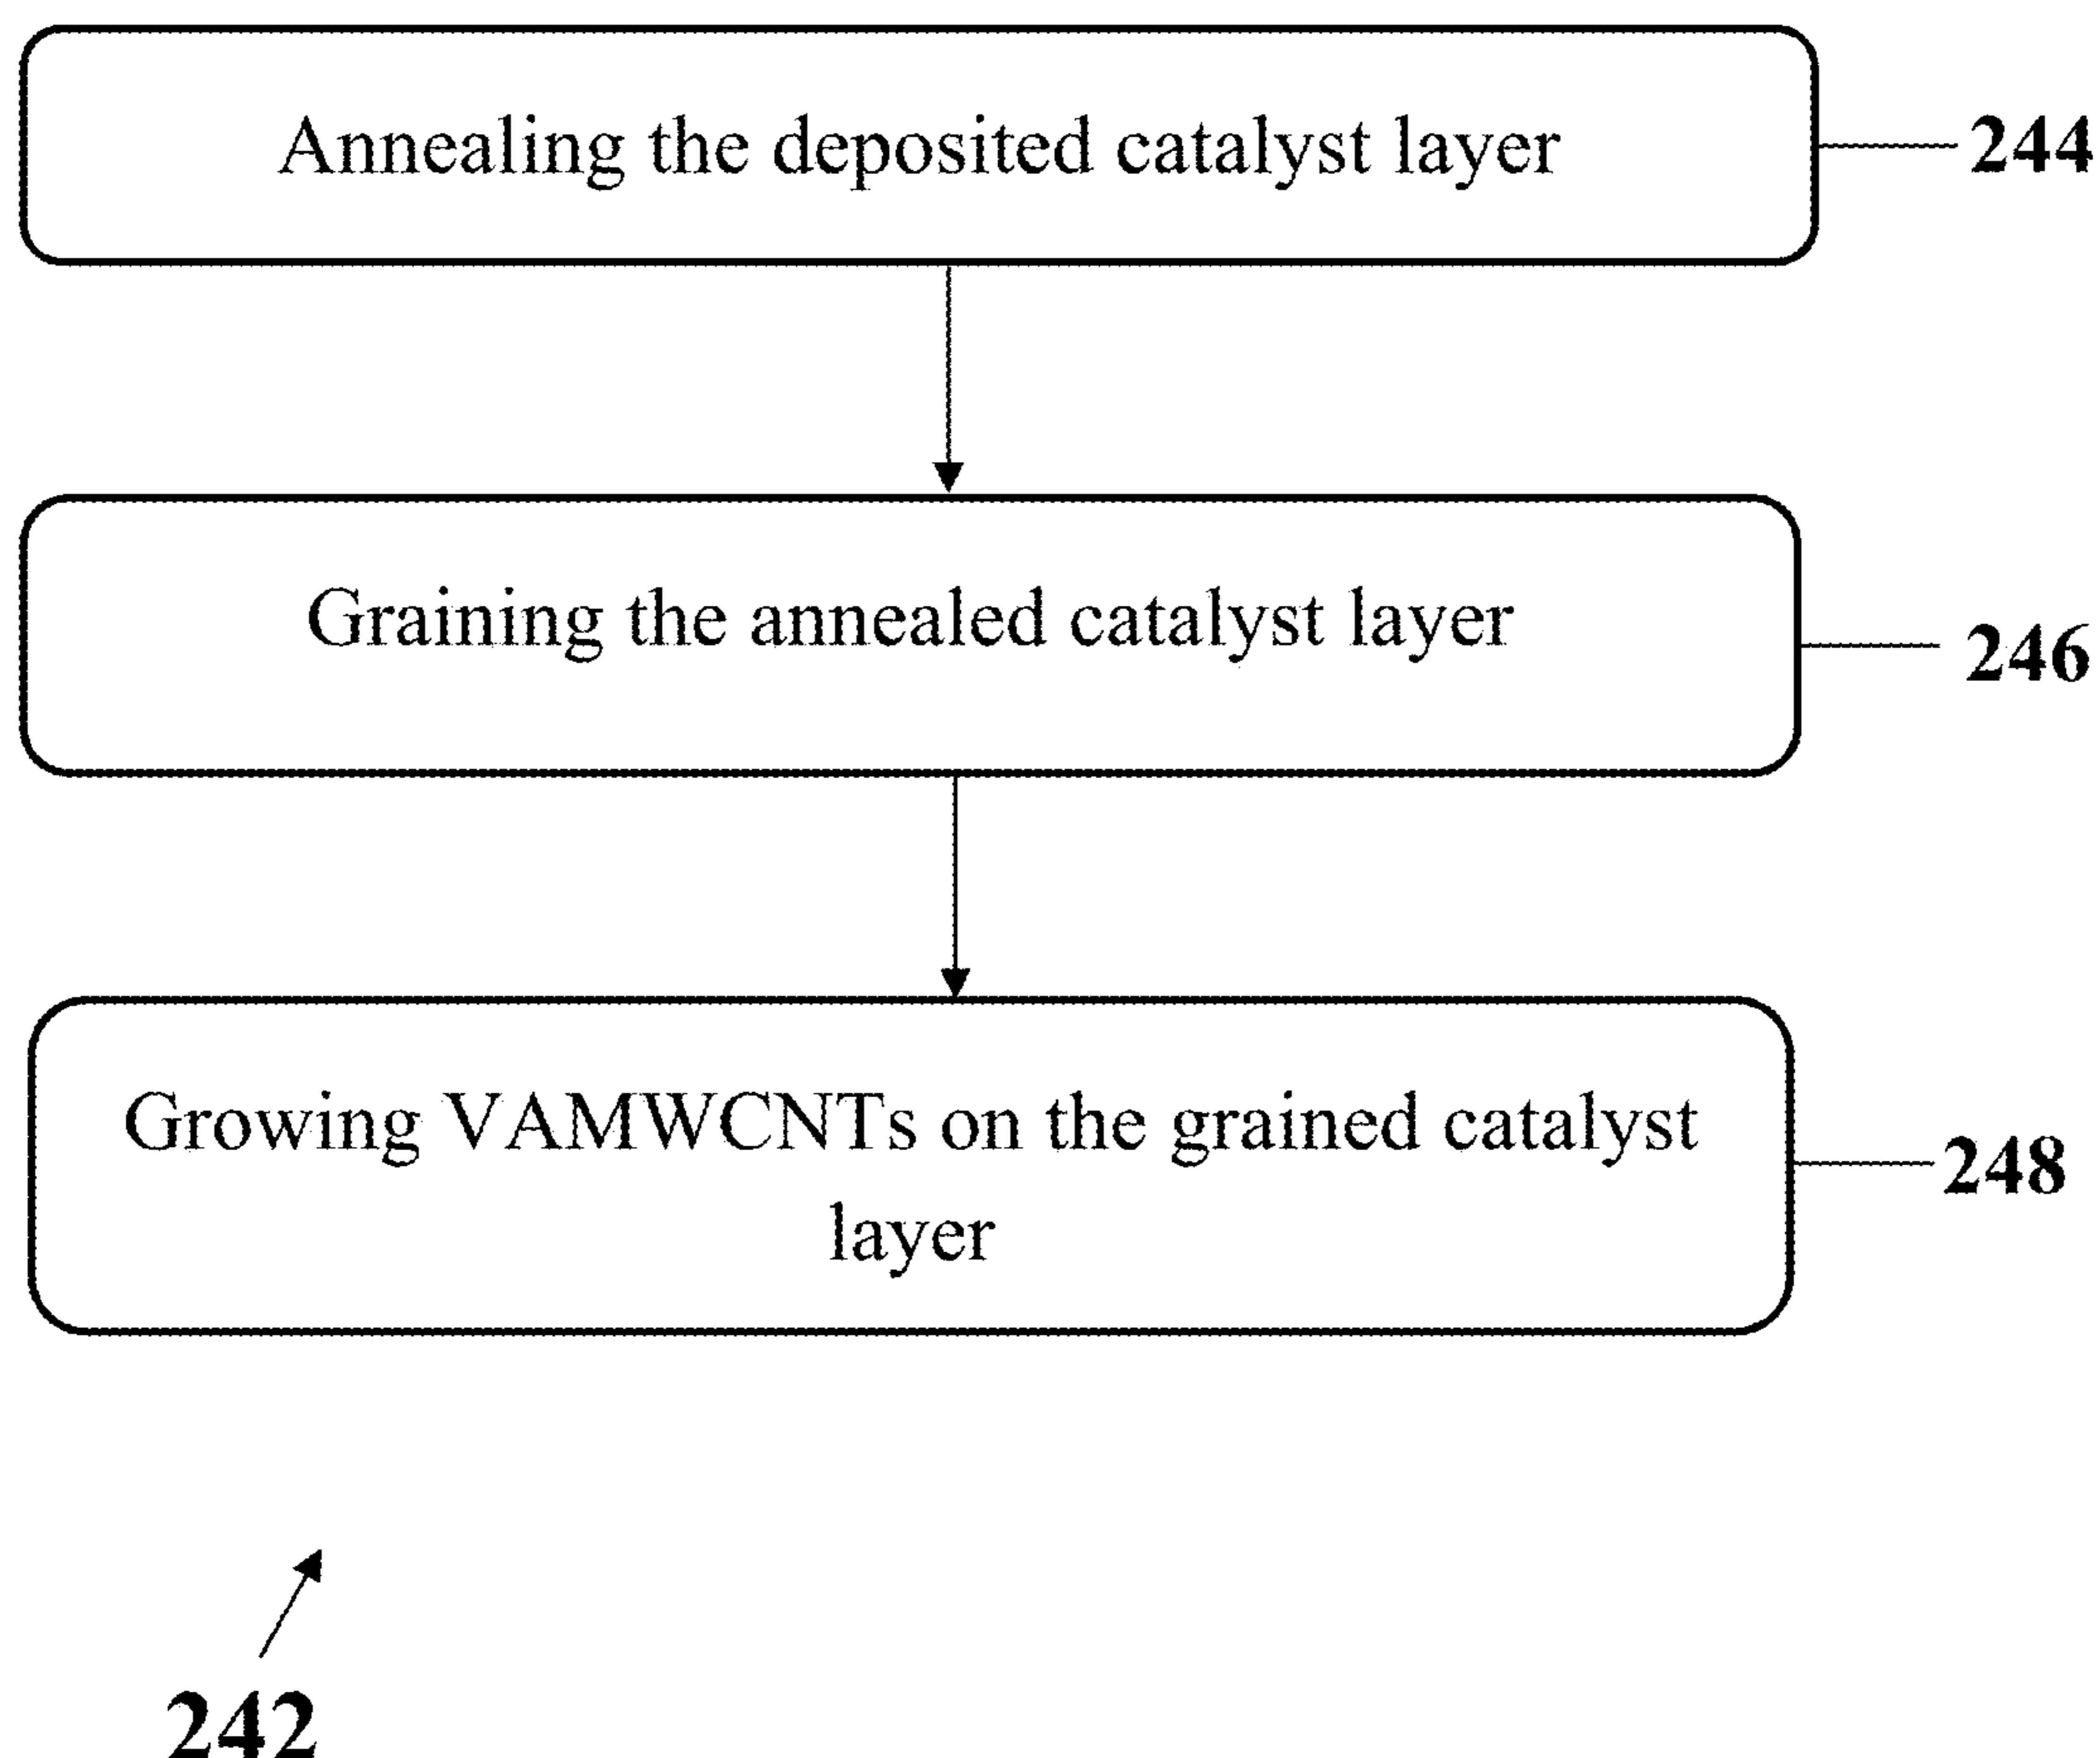 Annealing the deposited catalyst layer
244
Graining the annealed catalyst layer
246
Growing VAMWCNTs on the grained catalyst
layer
248
242